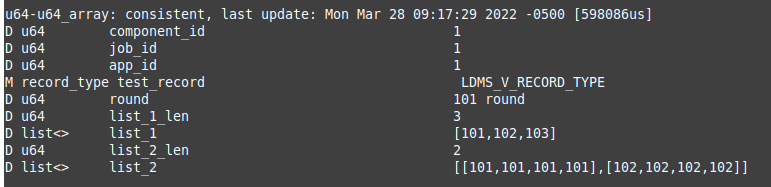 u64-u64_array: consistent, last update: Mon Mar 28 09:17:29 2022 -0500 [598086us]
D u64        component_id                              1
D u64        job_id                                    1
D u64        app_id                                    1
M record_type test_record                               LDMS_V_RECORD_TYPE
D u64        round                                     101 round
D u64        list_1_len                                3
D list<>     list_1                                    [101,102,103]
D u64        list_2_len                                2
D list<>     list_2                                    [[101,101,101,101],[102,102,102,102]]